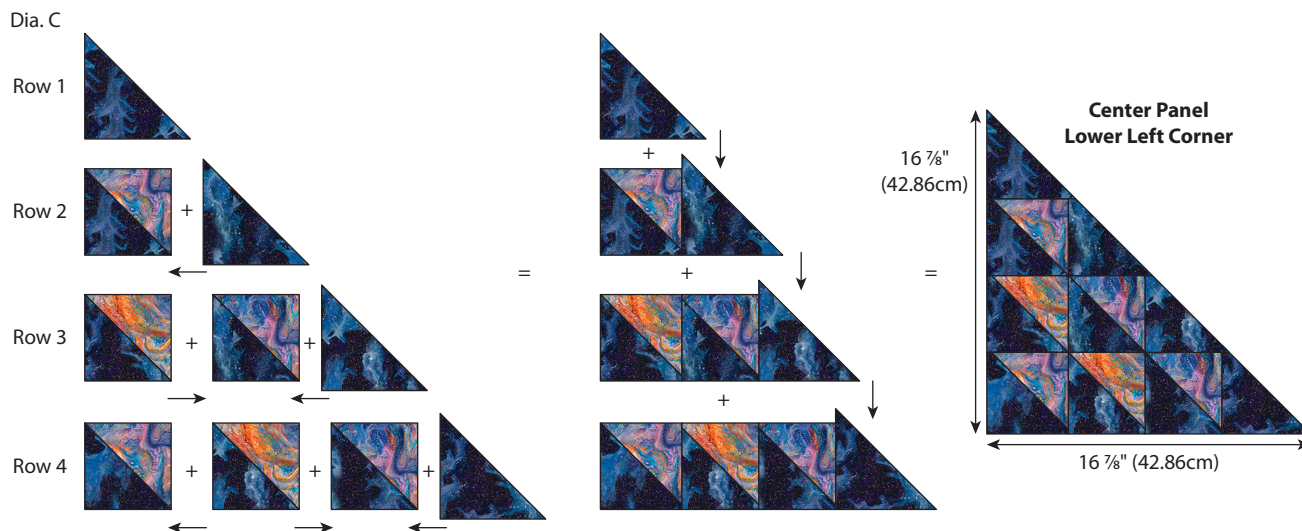 Dia. C
Row 1
Row 2
+
=
+
+
Row 3
+
+
+
Row 4
+
+
+
=
Center Panel
Lower Left Corner
16 ⅞"
(42.86cm)
16 ⅞" (42.86cm)